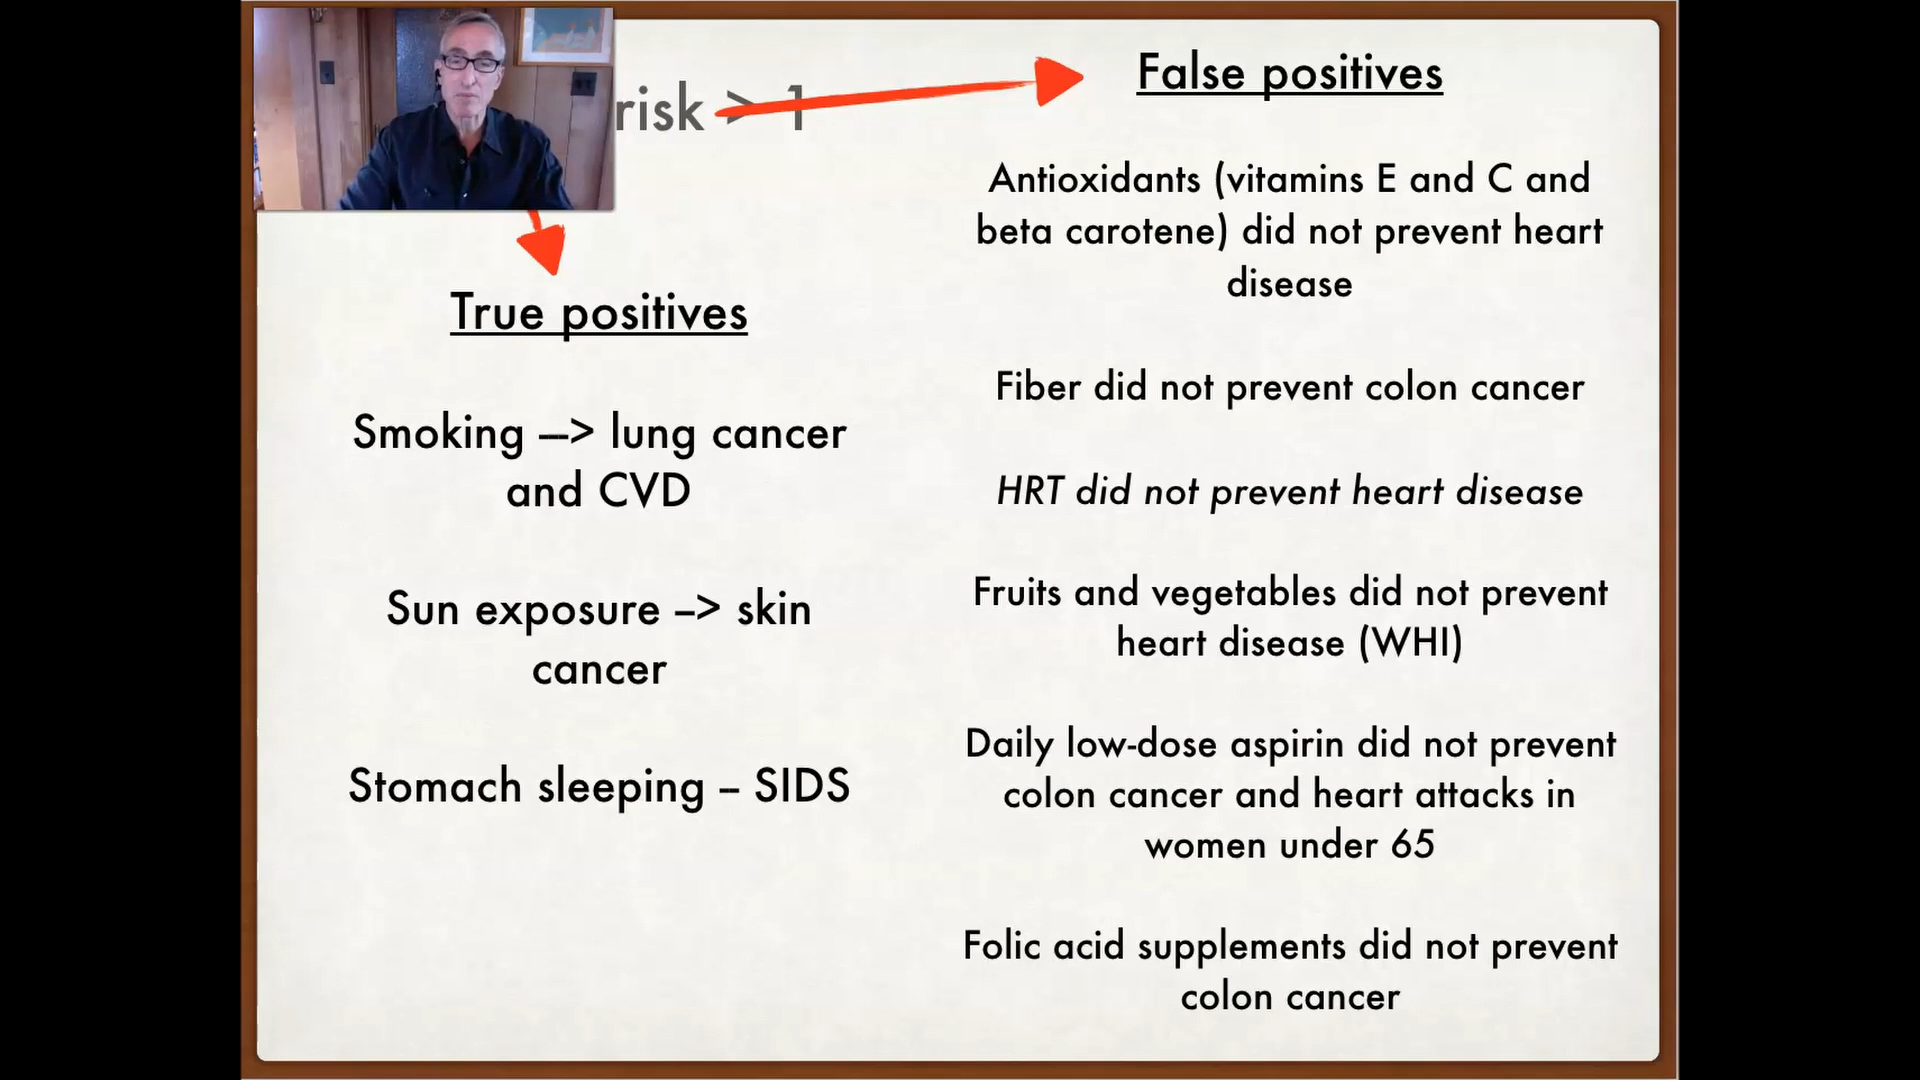 risk > 1
True positives
Smoking —> lung cancer
and CVD
Sun exposure –> skin
cancer
Stomach sleeping – SIDS
False positives
Antioxidants (vitamins E and C and
beta carotene) did not prevent heart
disease
Fiber did not prevent colon cancer
HRT did not prevent heart disease
Fruits and vegetables did not prevent
heart disease (WHI)
Daily low-dose aspirin did not prevent
colon cancer and heart attacks in
women under 65
Folic acid supplements did not prevent
colon cancer